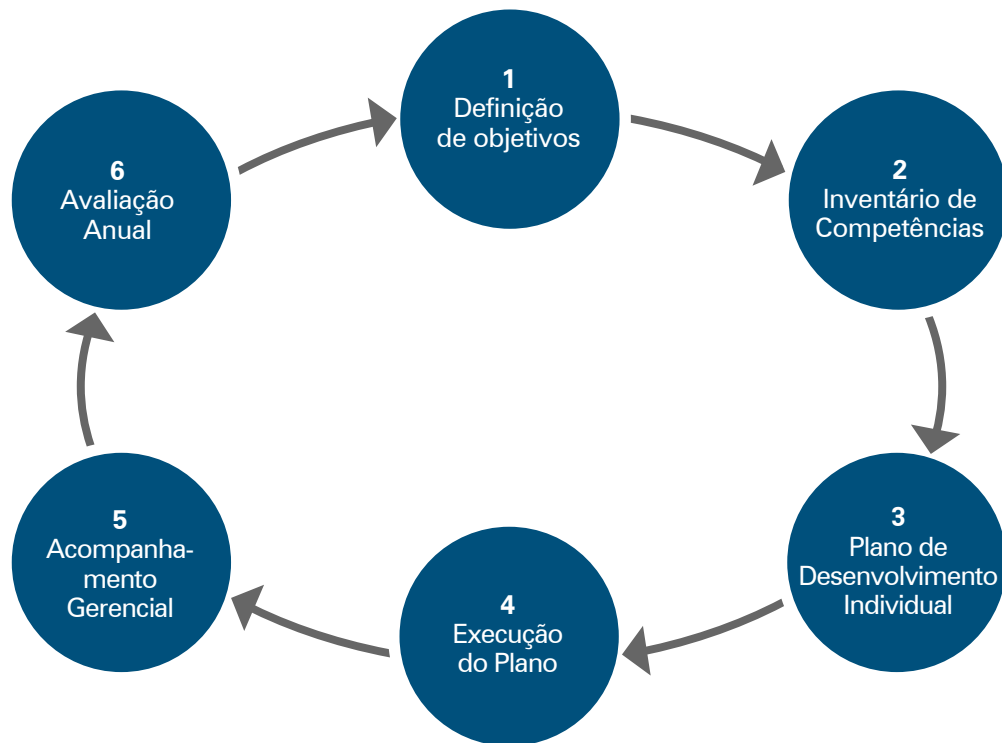 1
Definição
de objetivos
2
Inventário de
Competências
3
Plano de
Desenvolvimento
Individual
4
Execução
do Plano
5
Acompanha-
mento
Gerencial
6
Avaliação
Anual